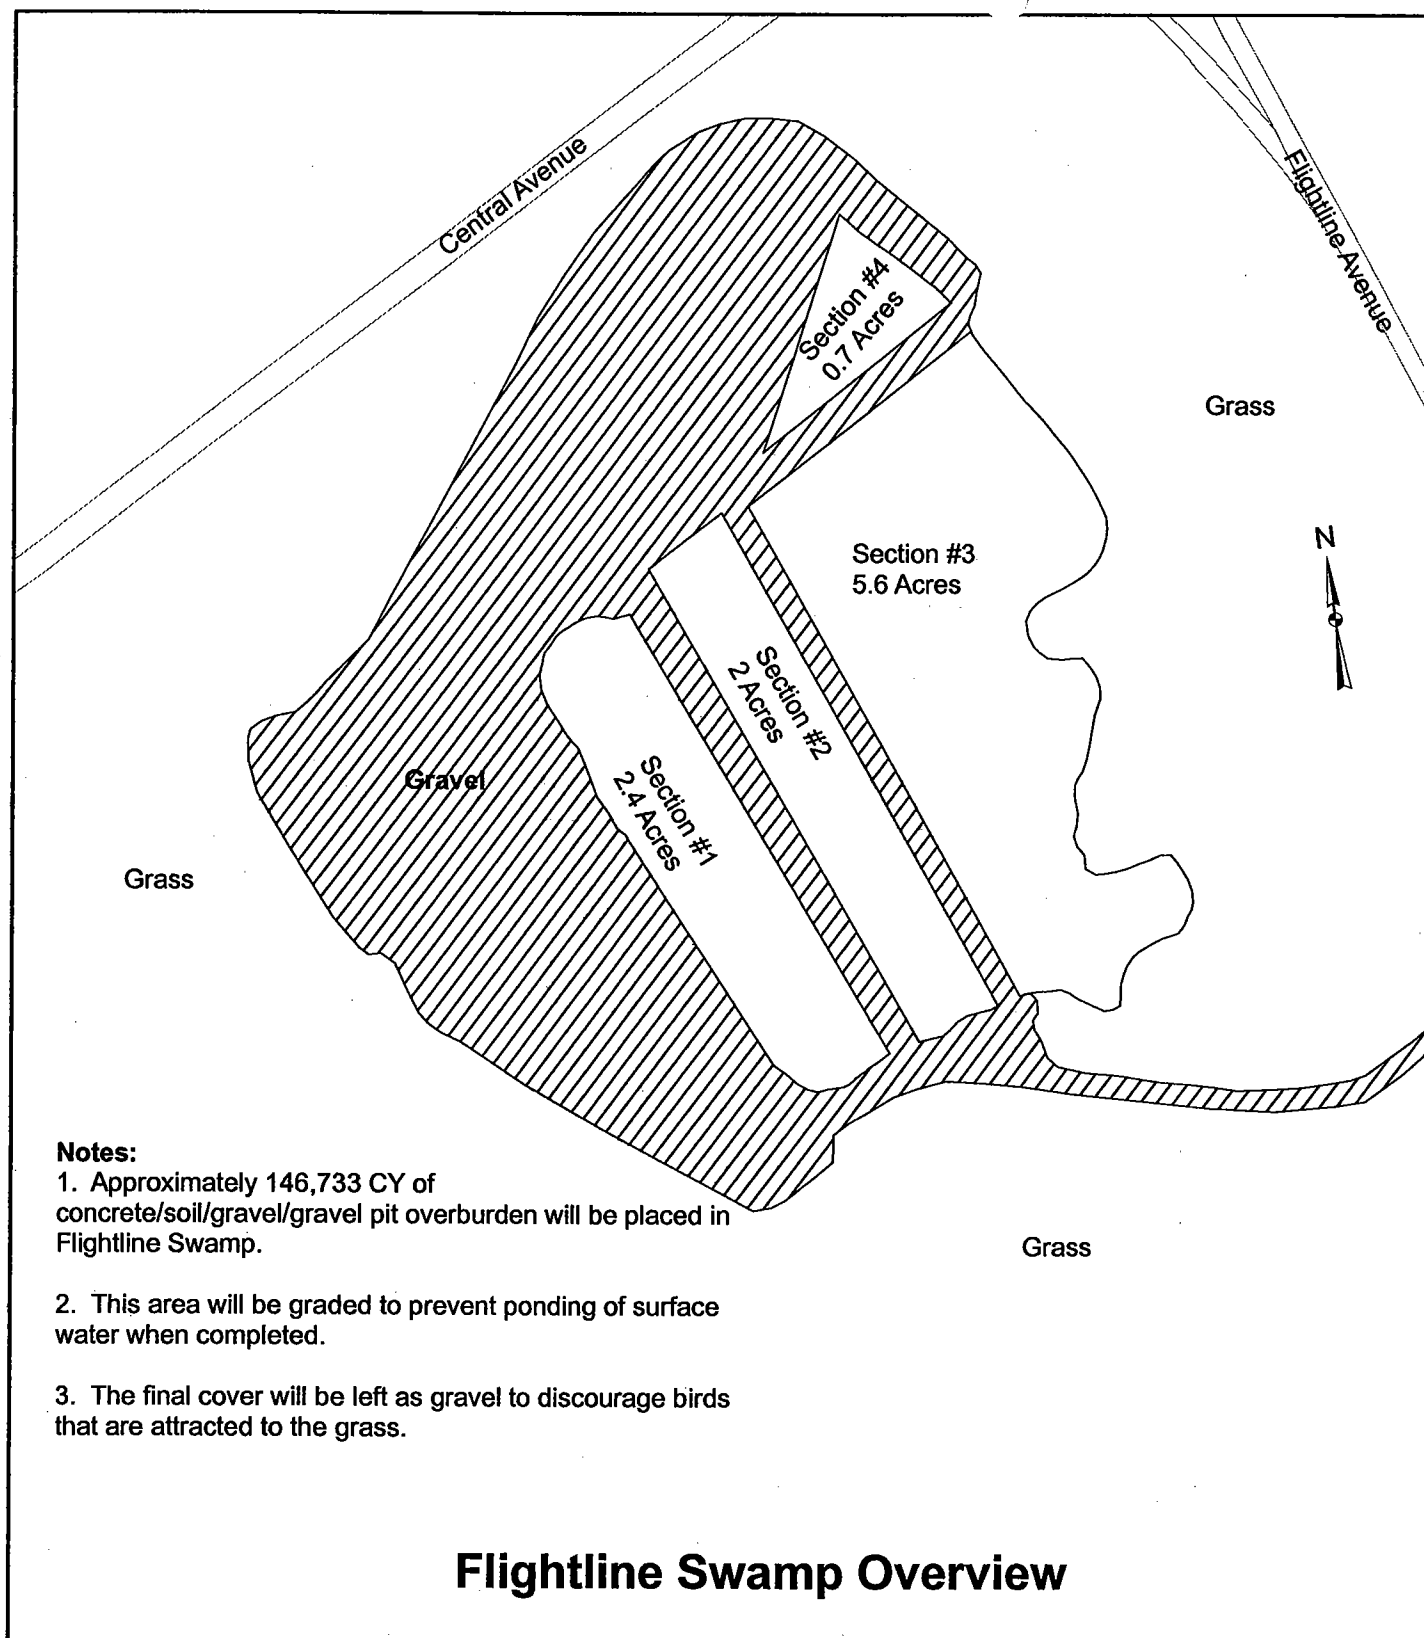 Central Avenue
Flightline Avenue
Section #4
0.7 Acres
Grass
N
Section #3
5.6 Acres
Section #2
2 Acres
Gravel
Section #1
2.4 Acres
Grass
Notes:
1. Approximately 146,733 CY of
concrete/soil/gravel/gravel pit overburden will be placed in
Flightline Swamp.
2. This area will be graded to prevent ponding of surface
water when completed.
3. The final cover will be left as gravel to discourage birds
that are attracted to the grass.
Grass
Flightline Swamp Overview